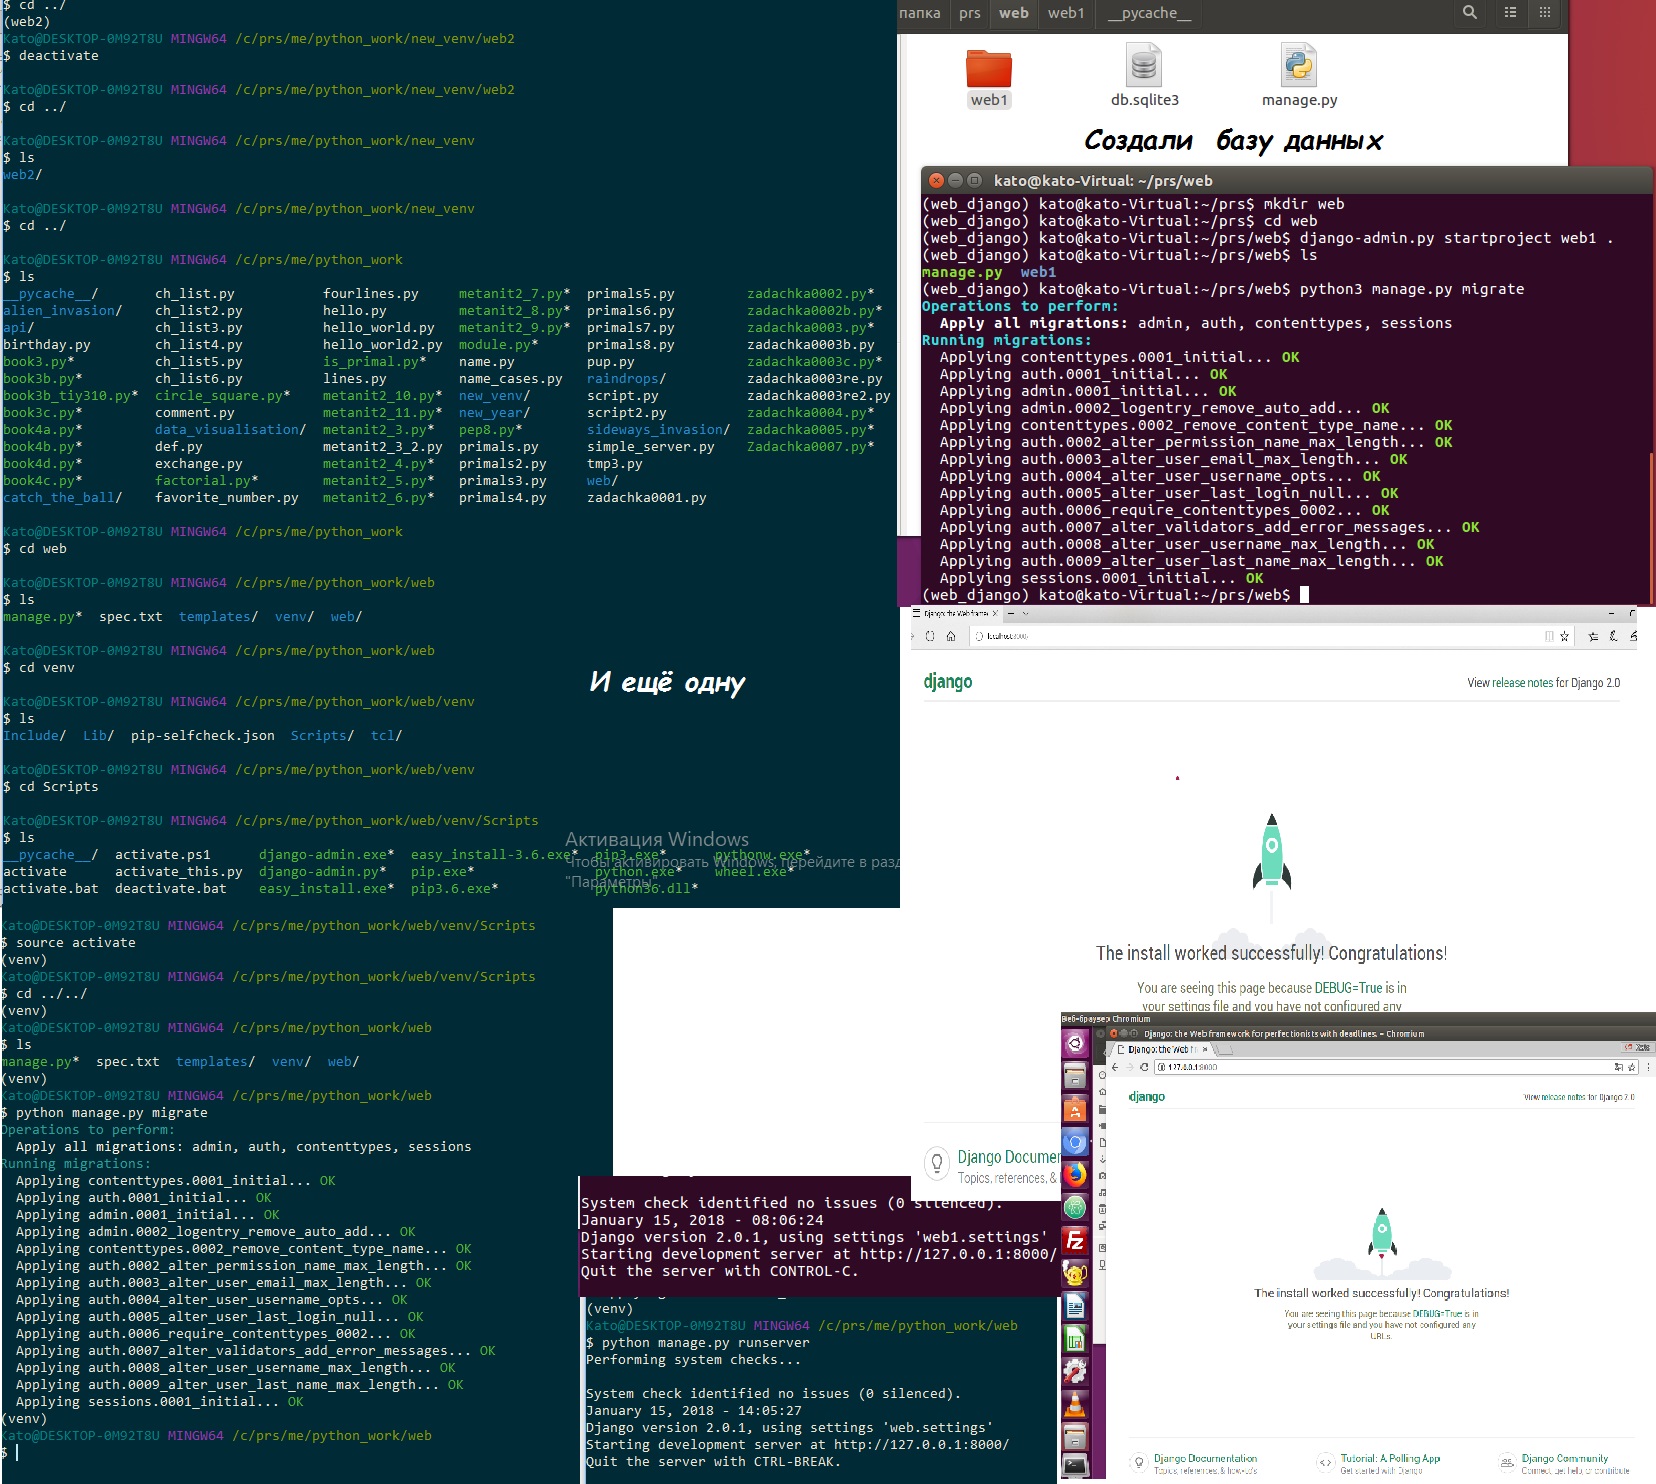 $ cd ../
(web2)
Kato@DESKTOP-0M92T8U MINGW64 /c/prs/me/python_work/new_venv/web2
$ deactivate
Kato@DESKTOP-0M92T8U MINGW64 /c/prs/me/python_work/new_venv/web2
$ cd ../
Kato@DESKTOP-0M92T8U MINGW64 /c/prs/me/python_work/new_venv
$ ls
web2/
Kato@DESKTOP-0M92T8U MINGW64 /c/prs/me/python_work/new_venv
$ cd ../
Kato@DESKTOP-0M92T8U MINGW64 /c/prs/me/python_work
$ ls
__pycache__/ ch_list.py fourlines.py metanit2_7.py* primals5.py zadachka0002.py*
alien_invasion/ ch_list2.py hello.py metanit2_8.py* primals6.py zadachka0002b.py*
api/ ch_list3.py hello_world.py metanit2_9.py* primals7.py zadachka0003.py*
birthday.py ch_list4.py hello_world2.py module.py* primals8.py zadachka0003b.py
book3.py* ch_list5.py is_primal.py* name.py pup.py zadachka0003c.py*
book3b.py* ch_list6.py lines.py name_cases.py raindrops/ zadachka0003re.py
book3b_tiy310.py* circle_square.py* metanit2_10.py* new_venv/ script.py zadachka0003re2.py
book3c.py* comment.py metanit2_11.py* new_year/ script2.py zadachka0004.py*
book4a.py* data_visualisation/ metanit2_3.py* pep8.py* sideways_invasion/ zadachka0005.py*
book4b.py* def.py metanit2_3_2.py primals.py simple_server.py Zadachka0007.py*
book4d.py* exchange.py metanit2_4.py* primals2.py tmp3.py
book4c.py* factorial.py* metanit2_5.py* primals3.py web/
catch_the_ball/ favorite_number.py metanit2_6.py* primals4.py zadachka0001.py
Kato@DESKTOP-0M92T8U MINGW64 /c/prs/me/python_work
$ cd web
Kato@DESKTOP-0M92T8U MINGW64 /c/prs/me/python_work/web
$ ls
manage.py* spec.txt templates/ venv/ web/
Kato@DESKTOP-0M92T8U MINGW64 /c/prs/me/python_work/web
$ cd venv
И ещё одну
Kato@DESKTOP-0M92T8U MINGW64 /c/prs/me/python_work/web/venv
$ ls
Include/ Lib/ pip-selfcheck.json Scripts/ tcl/
Kato@DESKTOP-0M92T8U MINGW64 /c/prs/me/python_work/web/venv
$ cd Scripts
Kato@DESKTOP-0M92T8U MINGW64 /c/prs/me/python_work/web/venv/Scripts
$ ls
__pycache__/ activate.ps1 django-admin.exe* easy_install-3.6.exe* pip3.exe* pythonw.exe*
activate activate_this.py django-admin.py* pip.exe* python.exe* wheel.exe*
activate.bat deactivate.bat easy_install.exe* pip3.6.exe* python36.dll*
Активация Windows
Чтобы активировать Windows, перейдите в разд
"Параметры".
Kato@DESKTOP-0M92T8U MINGW64 /c/prs/me/python_work/web/venv/Scripts
$ source activate
(venv)
Kato@DESKTOP-0M92T8U MINGW64 /c/prs/me/python_work/web/venv/Scripts
$ cd ../../
(venv)
Kato@DESKTOP-0M92T8U MINGW64 /c/prs/me/python_work/web
$ ls
manage.py* spec.txt templates/ venv/ web/
(venv)
Kato@DESKTOP-0M92T8U MINGW64 /c/prs/me/python_work/web
$ python manage.py migrate
Operations to perform:
Apply all migrations: admin, auth, contenttypes, sessions
Running migrations:
Applying contenttypes.0001_initial... OK
Applying auth.0001_initial... OK
Applying admin.0001_initial... OK
Applying admin.0002_logentry_remove_auto_add... OK
Applying contenttypes.0002_remove_content_type_name... OK
Applying auth.0002_alter_permission_name_max_length... OK
Applying auth.0003_alter_user_email_max_length... OK
Applying auth.0004_alter_user_username_opts... OK
Applying auth.0005_alter_user_last_login_null... OK
Applying auth.0006_require_contenttypes_0002... OK
Applying auth.0007_alter_validators_add_error_messages... OK
Applying auth.0008_alter_user_username_max_length... OK
Applying auth.0009_alter_user_last_name_max_length... OK
Applying sessions.0001_initial... OK
(venv)
Kato@DESKTOP-0M92T8U MINGW64 /c/prs/me/python_work/web
$
папка prs web web1 __pycache__
web1 db.sqlite3 manage.py
Создали базу данных
kato@kato-Virtual: ~/prs/web
(web_django) kato@kato-Virtual:~/prs$ mkdir web
(web_django) kato@kato-Virtual:~/prs$ cd web
(web_django) kato@kato-Virtual:~/prs/web$ django-admin.py startproject web1 .
(web_django) kato@kato-Virtual:~/prs/web$ ls
manage.py web1
(web_django) kato@kato-Virtual:~/prs/web$ python3 manage.py migrate
Operations to perform:
Apply all migrations: admin, auth, contenttypes, sessions
Running migrations:
Applying contenttypes.0001_initial... OK
Applying auth.0001_initial... OK
Applying admin.0001_initial... OK
Applying admin.0002_logentry_remove_auto_add... OK
Applying contenttypes.0002_remove_content_type_name... OK
Applying auth.0002_alter_permission_name_max_length... OK
Applying auth.0003_alter_user_email_max_length... OK
Applying auth.0004_alter_user_username_opts... OK
Applying auth.0005_alter_user_last_login_null... OK
Applying auth.0006_require_contenttypes_0002... OK
Applying auth.0007_alter_validators_add_error_messages... OK
Applying auth.0008_alter_user_username_max_length... OK
Applying auth.0009_alter_user_last_name_max_length... OK
Applying sessions.0001_initial... OK
(web_django) kato@kato-Virtual:~/prs/web$
Django: the Web framew
localhost:8000/
django
View release notes for Django 2.0
The install worked successfully! Congratulations!
You are seeing this page because DEBUG=True is in
your settings file and you have not configured any
Django Documen
Topics, references, &
System check identified no issues (0 silenced).
January 15, 2018 - 08:06:24
Django version 2.0.1, using settings 'web1.settings'
Starting development server at http://127.0.0.1:8000/
Quit the server with CONTROL-C.
(venv)
Kato@DESKTOP-0M92T8U MINGW64 /c/prs/me/python_work/web
$ python manage.py runserver
Performing system checks...
System check identified no issues (0 silenced).
January 15, 2018 - 14:05:27
Django version 2.0.1, using settings 'web.settings'
Starting development server at http://127.0.0.1:8000/
Quit the server with CTRL-BREAK.
Веб-браузер Chromium
Django: the Web framework for perfectionists with deadlines. - Chromium
Django: the Web f
127.0.0.1:8000
django
View release notes for Django 2.0
The install worked successfully! Congratulations!
You are seeing this page because DEBUG=True is in
your settings file and you have not configured any
URLs.
Django Documentation
Topics, references, & how-to's
Tutorial: A Polling App
Get started with Django
Django Community
Connect, get help, or contribute